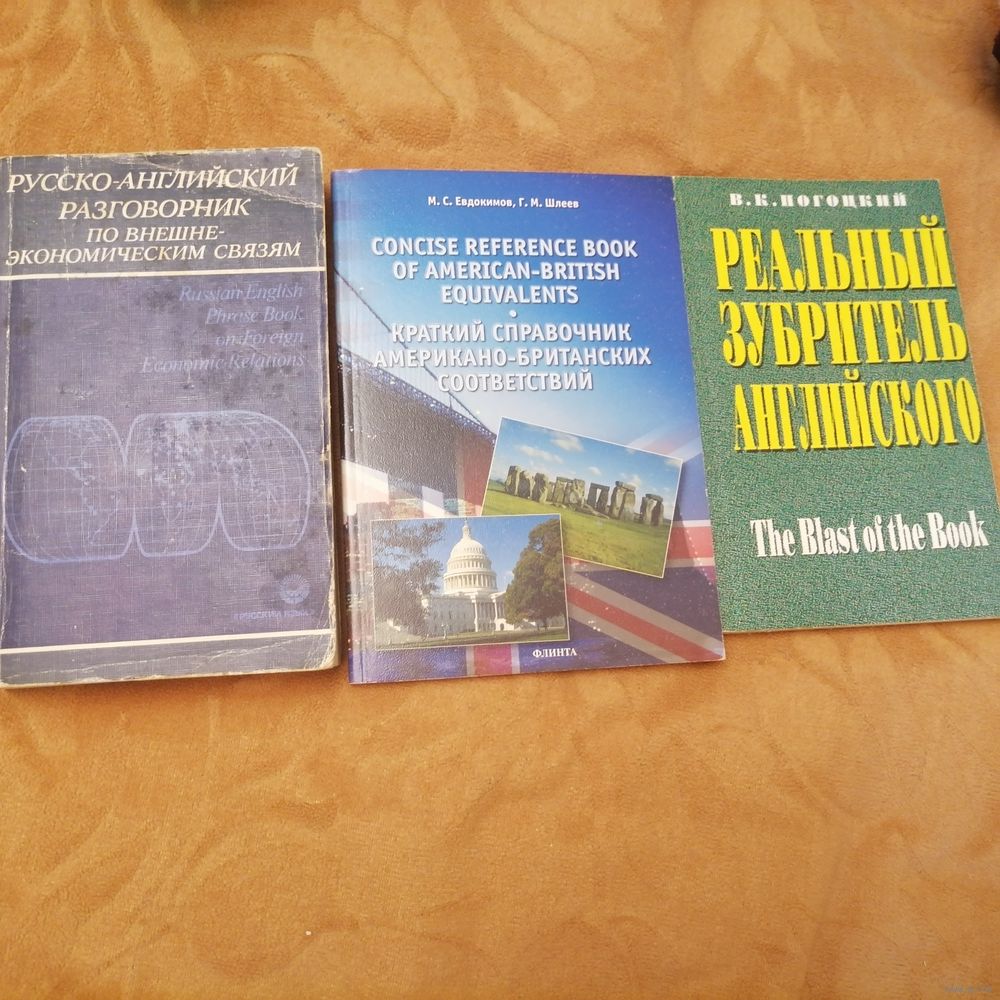 РУССКО-АНГЛИЙСКИЙ
РАЗГОВОРНИК
ПО ВНЕШНЕ-
ЭКОНОМИЧЕСКИМ СВЯЗЯМ
Russian-English
Phrase Book
on Foreign
Economic Relations
РУССКИЙ ЯЗЫК
М. С. Евдокимов, Г. М. Шлеев
CONCISE REFERENCE BOOK
OF AMERICAN-BRITISH
EQUIVALENTS
•
КРАТКИЙ СПРАВОЧНИК
АМЕРИКАНО-БРИТАНСКИХ
СООТВЕТСТВИЙ
ФЛИНТА
В.К.ПОГОЦКИЙ
РЕАЛЬНЫЙ
ЗУБРИТЕЛЬ
АНГЛИЙСКОГО
The Blast of the Book